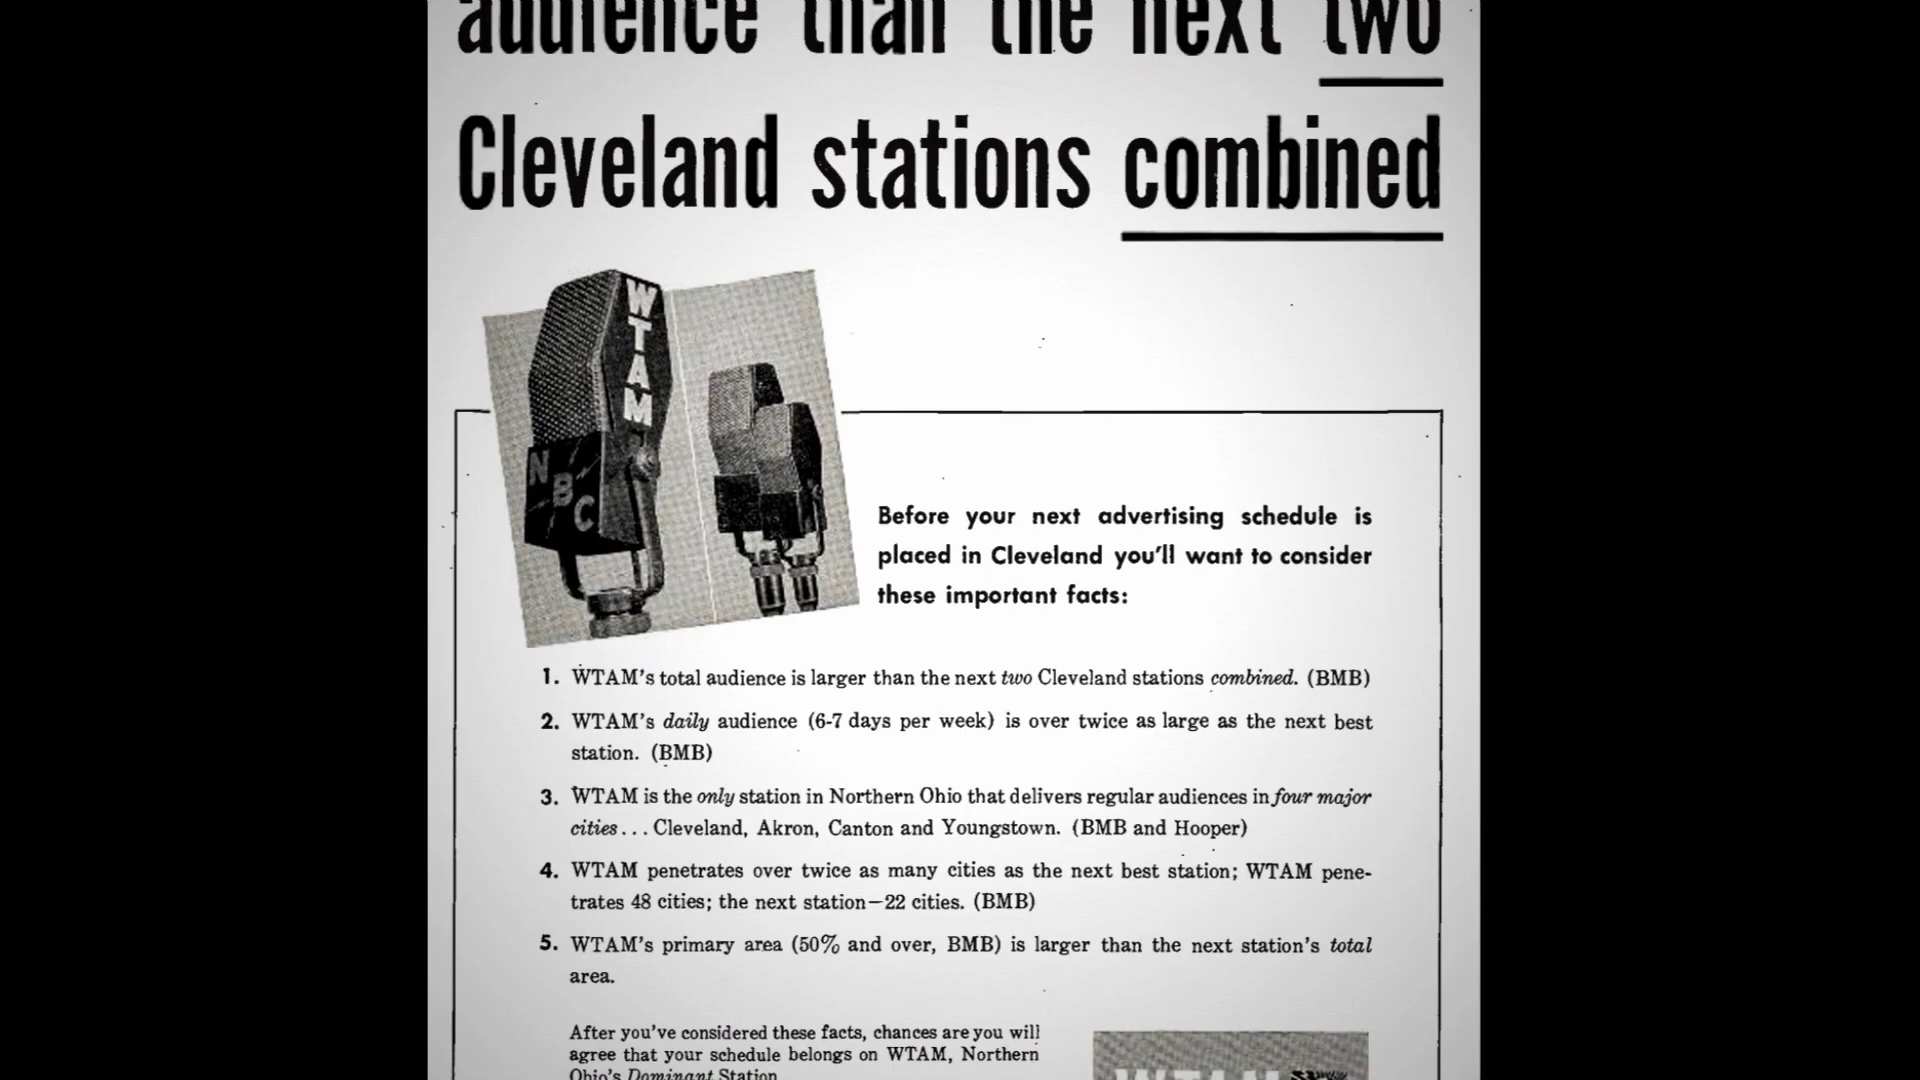 audience than the next two
Cleveland stations combined
WTAM
NBC
Before your next advertising schedule is
placed in Cleveland you'll want to consider
these important facts:
1. WTAM's total audience is larger than the next two Cleveland stations combined. (BMB)
2. WTAM's daily audience (6-7 days per week) is over twice as large as the next best
station. (BMB)
3. WTAM is the only station in Northern Ohio that delivers regular audiences in four major
cities... Cleveland, Akron, Canton and Youngstown. (BMB and Hooper)
4. WTAM penetrates over twice as many cities as the next best station; WTAM pene-
trates 48 cities; the next station—22 cities. (BMB)
5. WTAM's primary area (50% and over, BMB) is larger than the next station's total
area.
After you've considered these facts, chances are you will
agree that your schedule belongs on WTAM, Northern
Ohio's Dominant Station